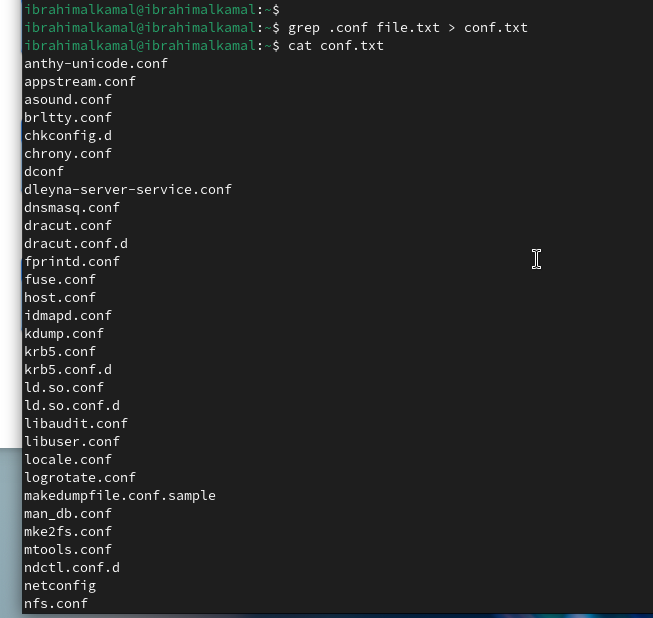 ibrahimalkamal@ibrahimalkamal:~$
ibrahimalkamal@ibrahimalkamal:~$ grep .conf file.txt > conf.txt
ibrahimalkamal@ibrahimalkamal:~$ cat conf.txt
anthy-unicode.conf
appstream.conf
asound.conf
brltty.conf
chkconfig.d
chrony.conf
dconf
dleyna-server-service.conf
dnsmasq.conf
dracut.conf
dracut.conf.d
fprintd.conf
fuse.conf
host.conf
idmapd.conf
kdump.conf
krb5.conf
krb5.conf.d
ld.so.conf
ld.so.conf.d
libaudit.conf
libuser.conf
locale.conf
logrotate.conf
makedumpfile.conf.sample
man_db.conf
mke2fs.conf
mtools.conf
ndctl.conf.d
netconfig
nfs.conf